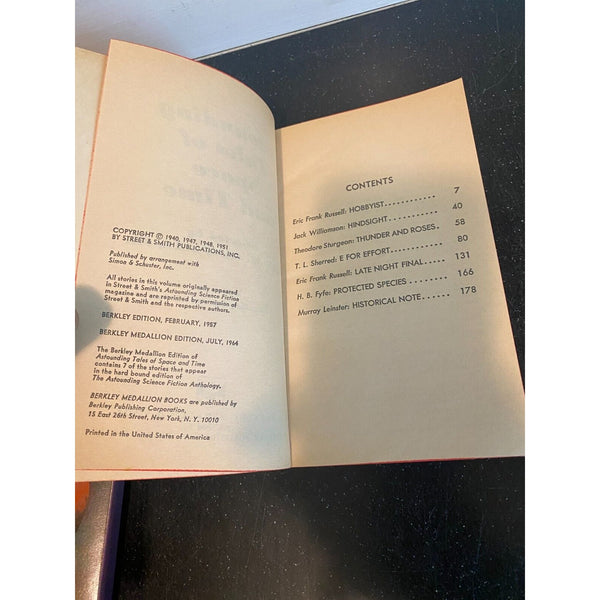 COPYRIGHT © 1940, 1947, 1948, 1951
BY STREET & SMITH PUBLICATIONS, INC.
Published by arrangement with
Simon & Schuster, Inc.
All stories in this volume originally appeared
in Street & Smith's Astounding Science Fiction
magazine and are reprinted by permission of
Street & Smith and the respective authors.
BERKLEY EDITION, FEBRUARY, 1957
BERKLEY MEDALLION EDITION, JULY, 1964
The Berkley Medallion Edition of
Astounding Tales of Space and Time
contains 7 of the stories that appear
in the hard bound edition of
The Astounding Science Fiction Anthology.
BERKLEY MEDALLION BOOKS are published by
Berkley Publishing Corporation,
15 East 26th Street, New York, N. Y. 10010
Printed in the United States of America
CONTENTS
Eric Frank Russell: HOBBYIST............ 7
Jack Williamson: HINDSIGHT............ 40
Theodore Sturgeon: THUNDER AND ROSES. 58
T. L. Sherred: E FOR EFFORT............ 80
Eric Frank Russell: LATE NIGHT FINAL..... 131
H. B. Fyfe: PROTECTED SPECIES ........ 166
Murray Leinster: HISTORICAL NOTE...... 178